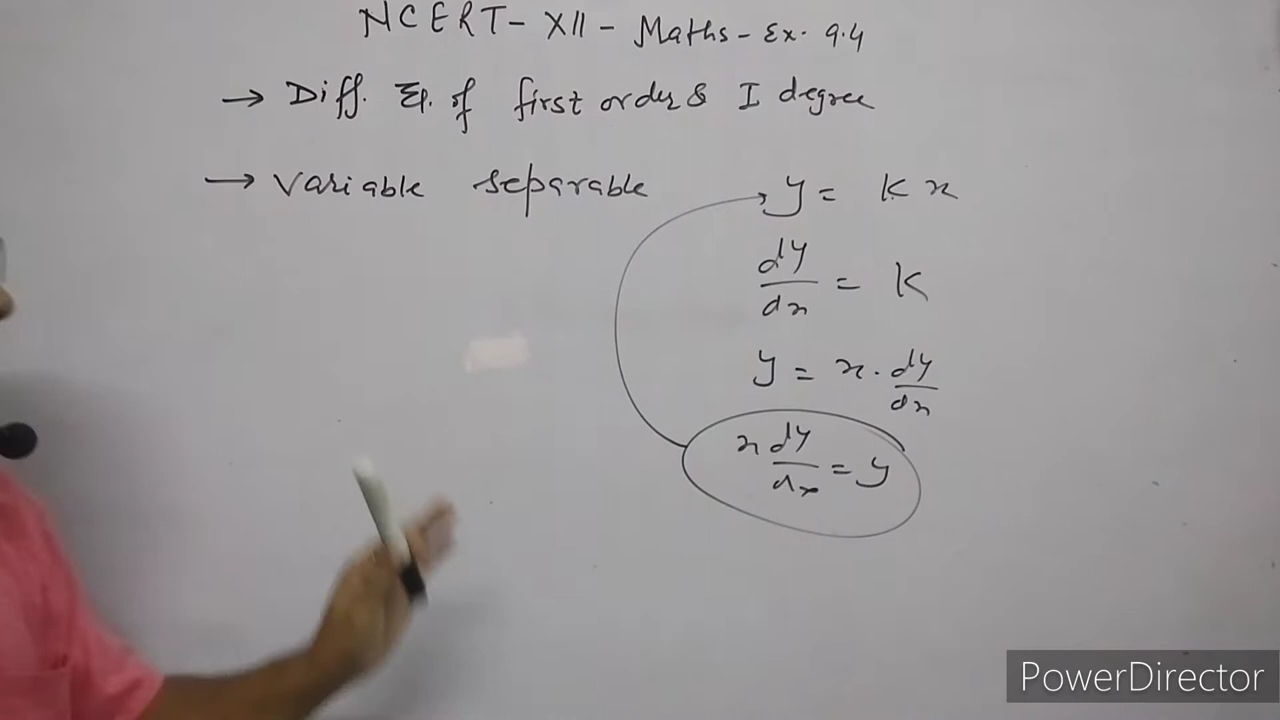 NCERT - XII - Maths - Ex. 9.4
→ Diff. Eq. of first order & I degree
→ Variable separable
y = K x
dy/dx = K
y = x · dy/dx
x dy/dx = y
PowerDirector